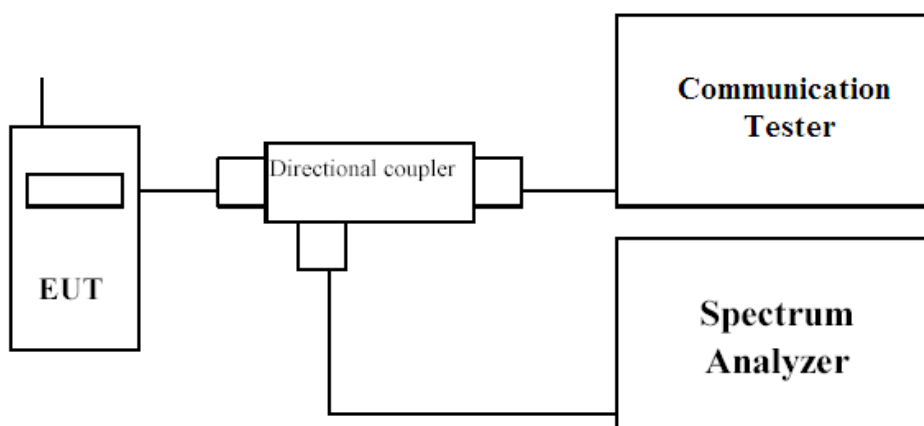 Communication
Tester
Directional coupler
EUT
Spectrum
Analyzer